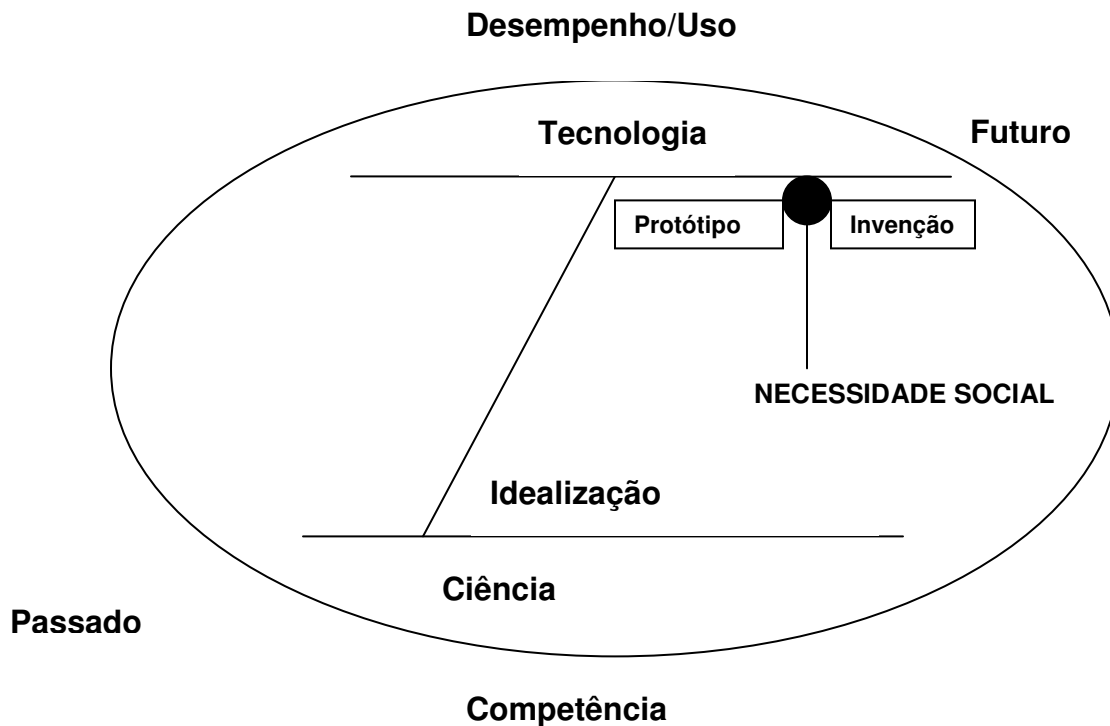 Desempenho/Uso
Tecnologia
Futuro
Protótipo
Invenção
NECESSIDADE SOCIAL
Idealização
Ciência
Passado
Competência